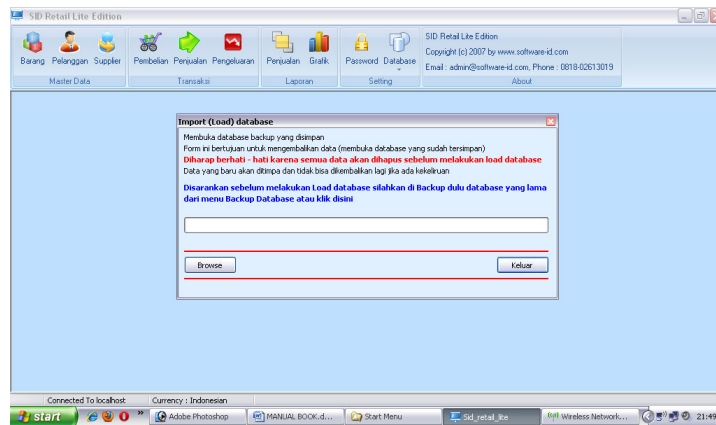 SID Retail Lite Edition
Barang Pelanggan Supplier
Master Data
Pembelian Penjualan Pengeluaran
Transaksi
Penjualan Grafik
Laporan
Password Database
Setting
SID Retail Lite Edition
Copyright (c) 2007 by www.software-id.com
Email : admin@software-id.com, Phone : 0818-02613019
About
Import (Load) database
Membuka database backup yang disimpan
Form ini bertujuan untuk mengembalikan data (membuka database yang sudah tersimpan)
Diharap berhati - hati karena semua data akan dihapus sebelum melakukan load database
Data yang baru akan ditimpa dan tidak bisa dikembalikan lagi jika ada kekeliruan
Disarankan sebelum melakukan Load database silahkan di Backup dulu database yang lama
dari menu Backup Database atau klik disini
Browse Keluar
Connected To localhost Currency : Indonesian
start Adobe Photoshop MANUAL BOOK.d... Start Menu Sid_retail_lite Wireless Network... 21:49